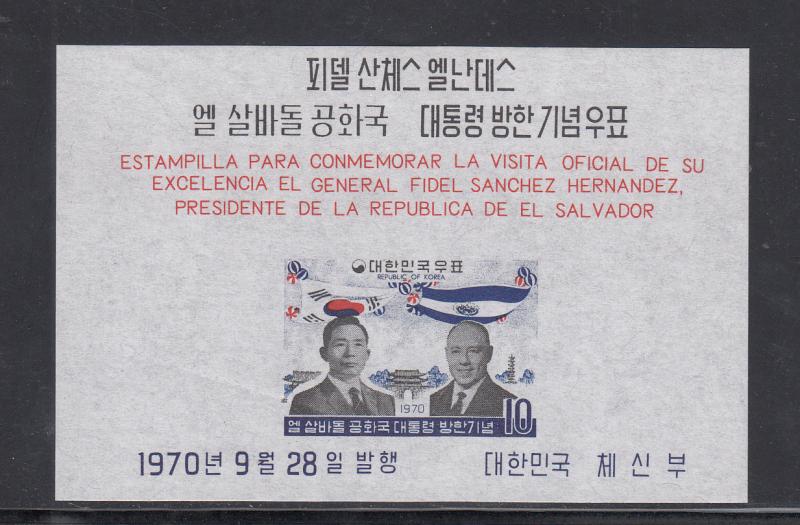 피델 산체스 엘난데스
엘 살바돌 공화국 대통령 방한 기념우표
ESTAMPILLA PARA CONMEMORAR LA VISITA OFICIAL DE SU
EXCELENCIA EL GENERAL FIDEL SANCHEZ HERNANDEZ,
PRESIDENTE DE LA REPUBLICA DE EL SALVADOR
대한민국우표
REPUBLIC OF KOREA
1970
엘 살바돌 공화국 대통령 방한기념 10
1970년 9월 28일 발행 대한민국 체신부